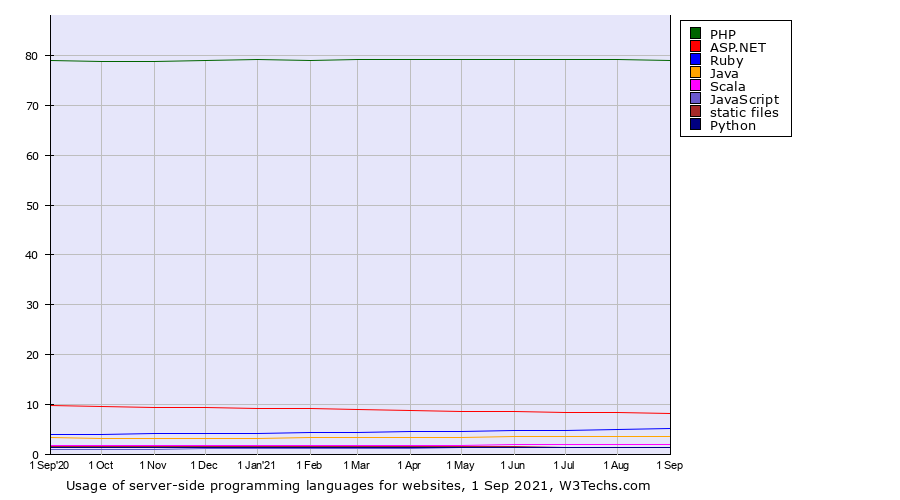 PHP
ASP.NET
Ruby
Java
Scala
JavaScript
static files
Python
80
70
60
50
40
30
20
10
0
1 Sep'20 1 Oct 1 Nov 1 Dec 1 Jan'21 1 Feb 1 Mar 1 Apr 1 May 1 Jun 1 Jul 1 Aug 1 Sep
Usage of server-side programming languages for websites, 1 Sep 2021, W3Techs.com